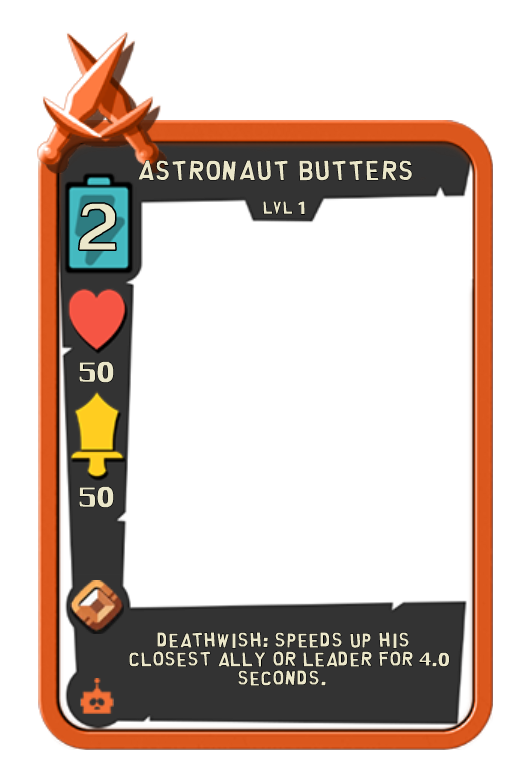 ASTRONAUT BUTTERS
LVL 1
2
50
50
DEATHWISH: SPEEDS UP HIS
CLOSEST ALLY OR LEADER FOR 4.0
SECONDS.